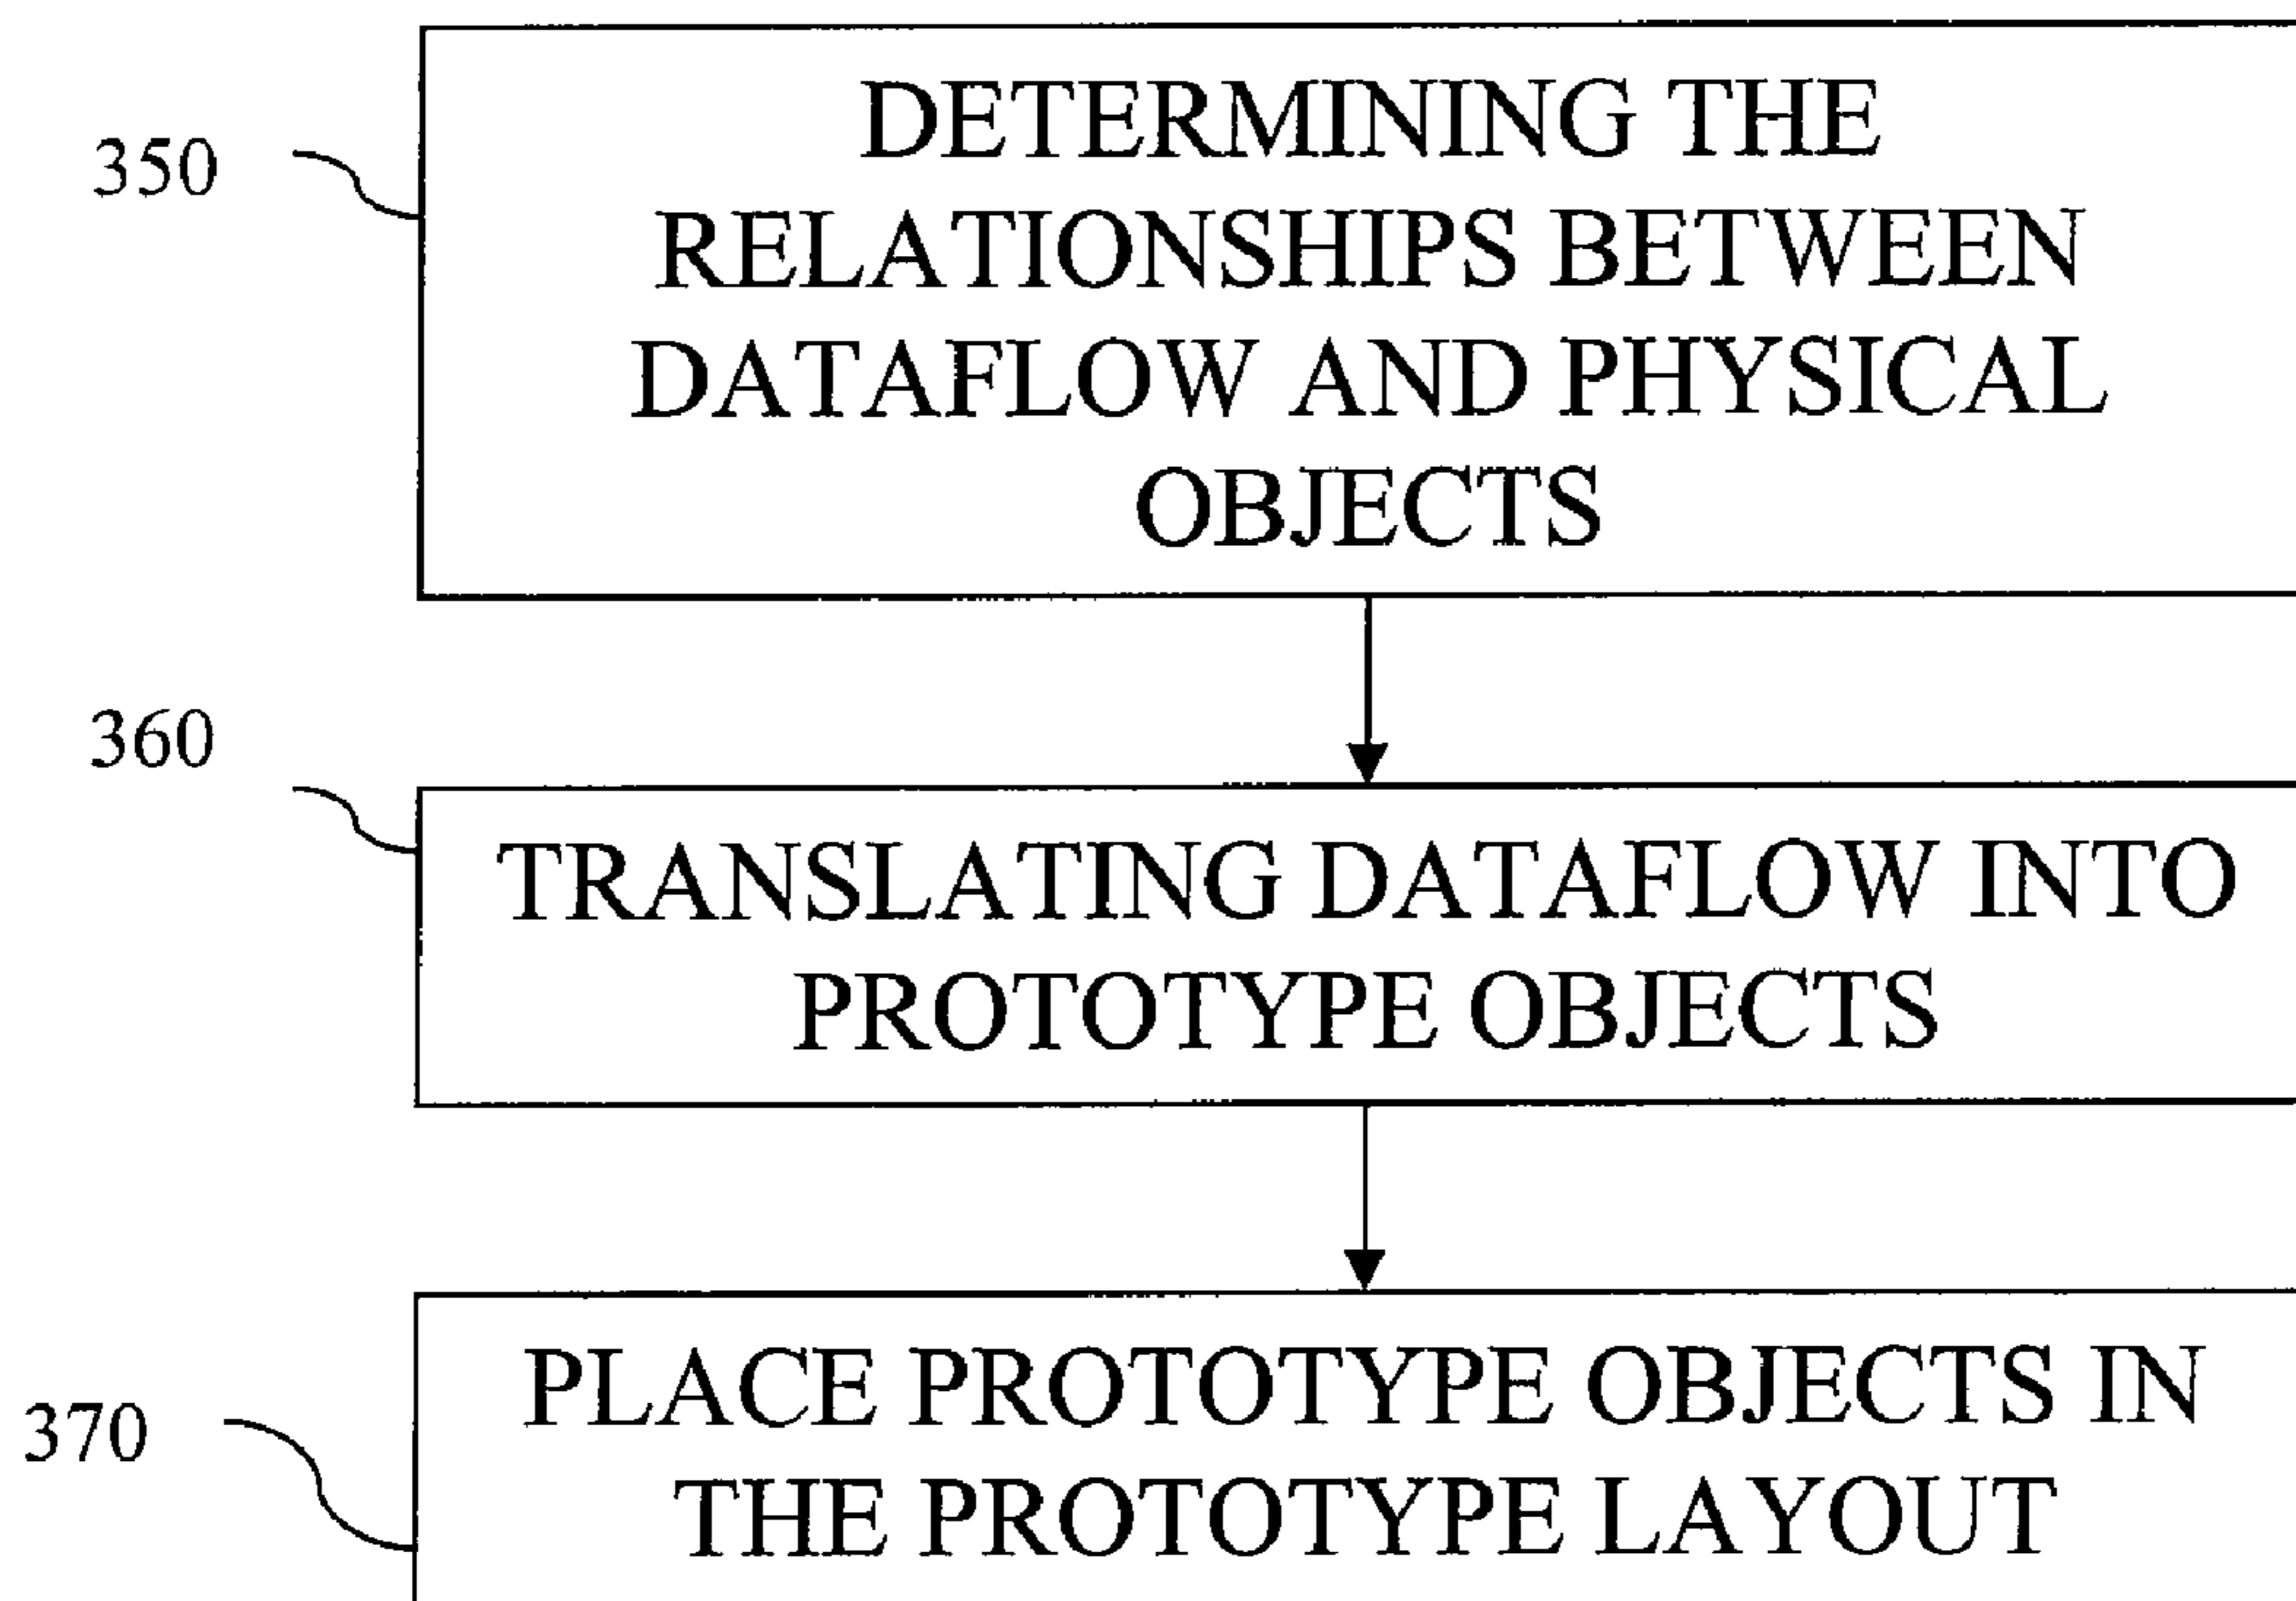 350
DETERMINING THE
RELATIONSHIPS BETWEEN
DATAFLOW AND PHYSICAL
OBJECTS
360
TRANSLATING DATAFLOW INTO
PROTOTYPE OBJECTS
370
PLACE PROTOTYPE OBJECTS IN
THE PROTOTYPE LAYOUT